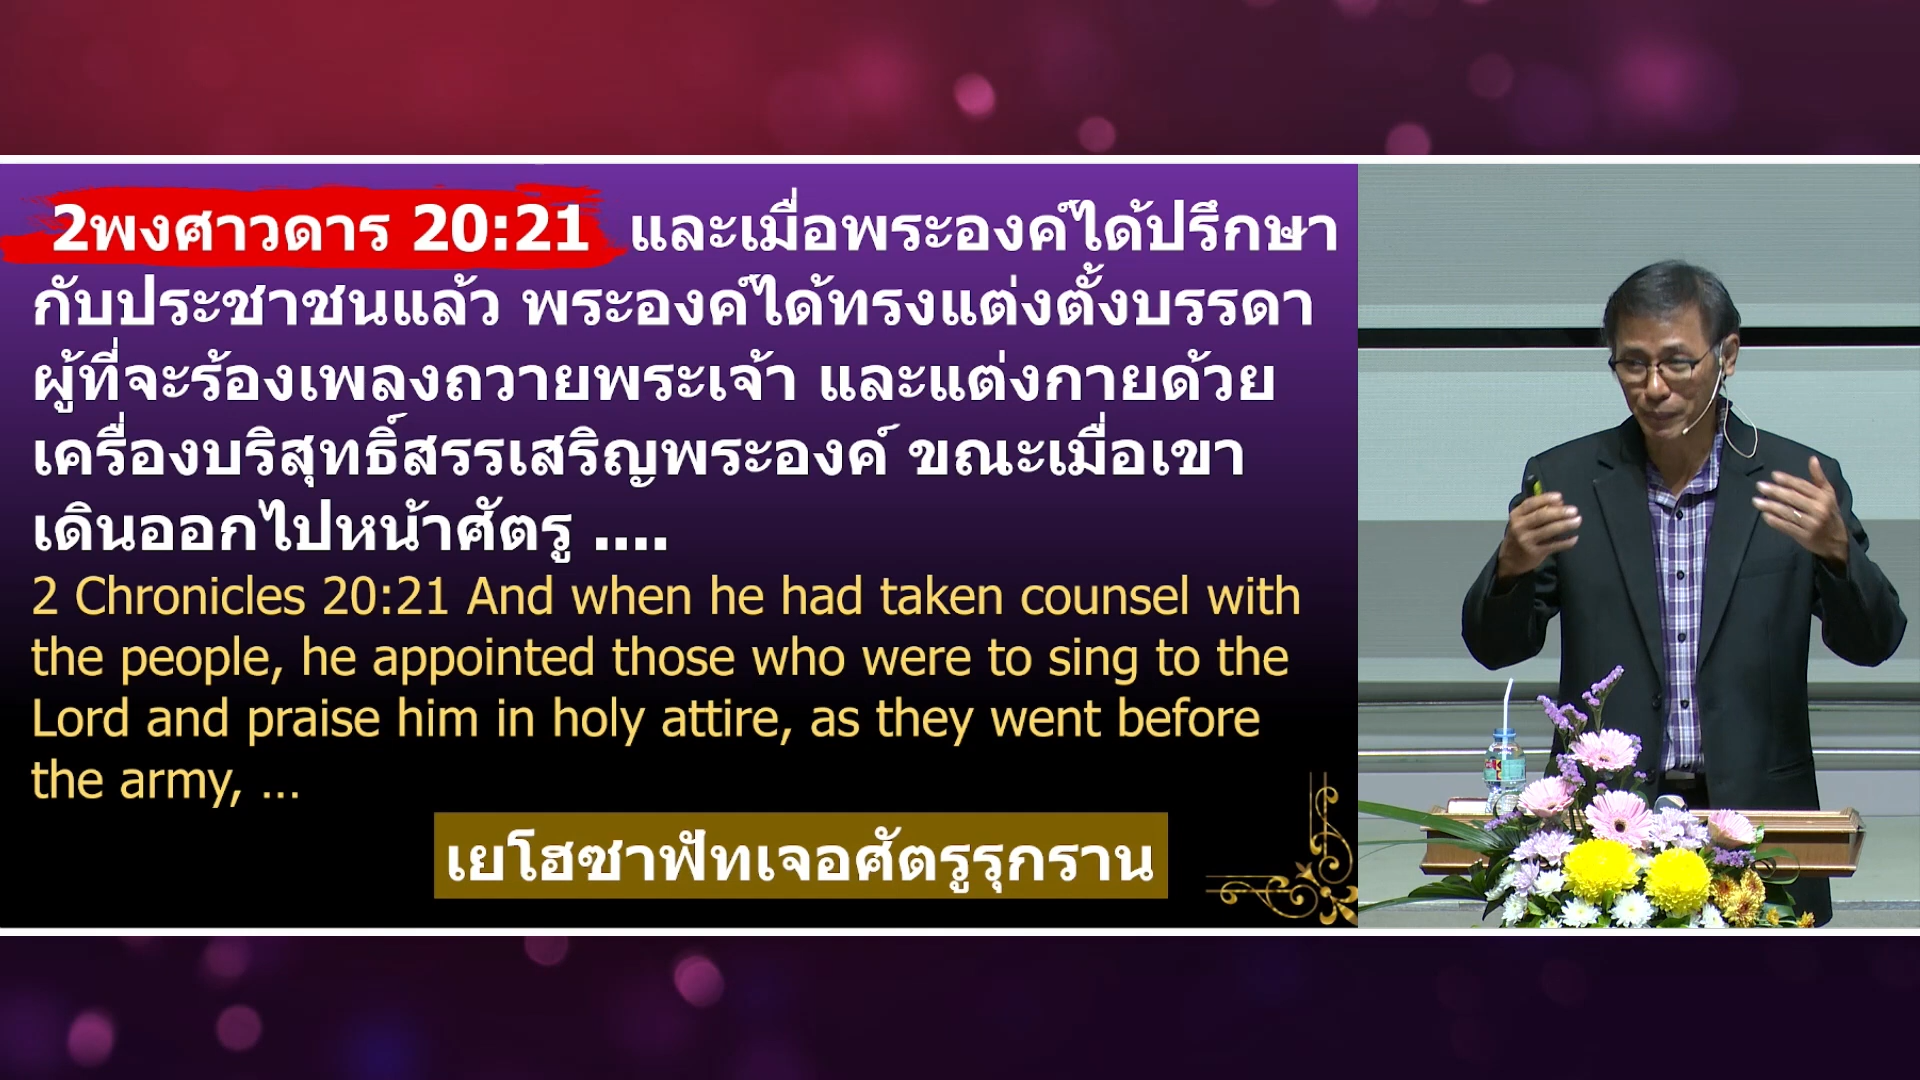 2พงศาวดาร 20:21 และเมื่อพระองค์ได้ปรึกษา
กับประชาชนแล้ว พระองค์ได้ทรงแต่งตั้งบรรดา
ผู้ที่จะร้องเพลงถวายพระเจ้า และแต่งกายด้วย
เครื่องบริสุทธิ์สรรเสริญพระองค์ ขณะเมื่อเขา
เดินออกไปหน้าศัตรู ....
2 Chronicles 20:21 And when he had taken counsel with
the people, he appointed those who were to sing to the
Lord and praise him in holy attire, as they went before
the army, ...
เยโฮซาฟัทเจอศัตรูรุกราน